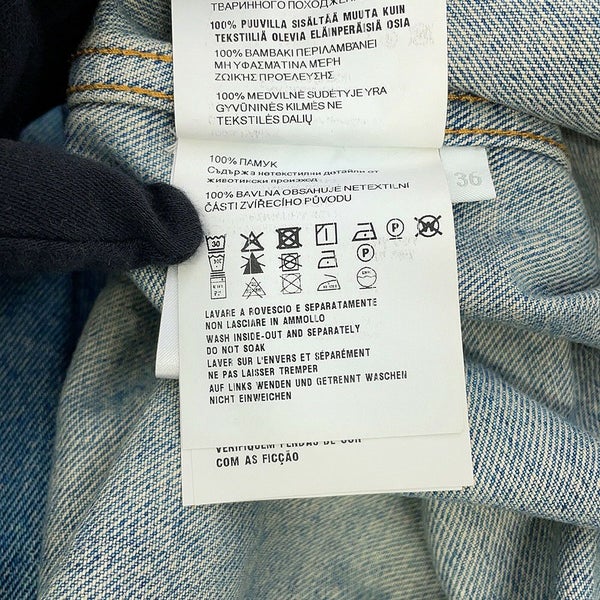 ТВАРИННОГО ПОХОДЖЕН
100% PUUVILLA SISÄLTÄÄ MUUTA KUIN
TEKSTIILIÄ OLEVIA ELÄINPERÄISIÄ OSIA
100% ΒΑΜΒΑΚΙ ΠΕΡΙΛΑΜΒΑΝΕΙ
ΜΗ ΥΦΑΣΜΑΤΙΝΑ ΜΕΡΗ
ΖΩΙΚΗΣ ΠΡΟΕΛΕΥΣΗΣ
100% MEDVILNĖ SUDĖTYJE YRA
GYVŪNINĖS KILMĖS NE
TEKSTILĖS DALIŲ
100% ПАМУК
Съдържа нетекстилни детайли от
животински произход
100% BAVLNA OBSAHUJE NETEXTILNÍ
ČÁSTI ZVÍŘECÍHO PŮVODU
36
30
P W
P
LAVARE A ROVESCIO E SEPARATAMENTE
NON LASCIARE IN AMMOLLO
WASH INSIDE-OUT AND SEPARATELY
DO NOT SOAK
LAVER SUR L'ENVERS ET SÉPARÉMENT
NE PAS LAISSER TREMPER
AUF LINKS WENDEN UND GETRENNT WASCHEN
NICHT EINWEICHEN
COM AS FICÇÃO